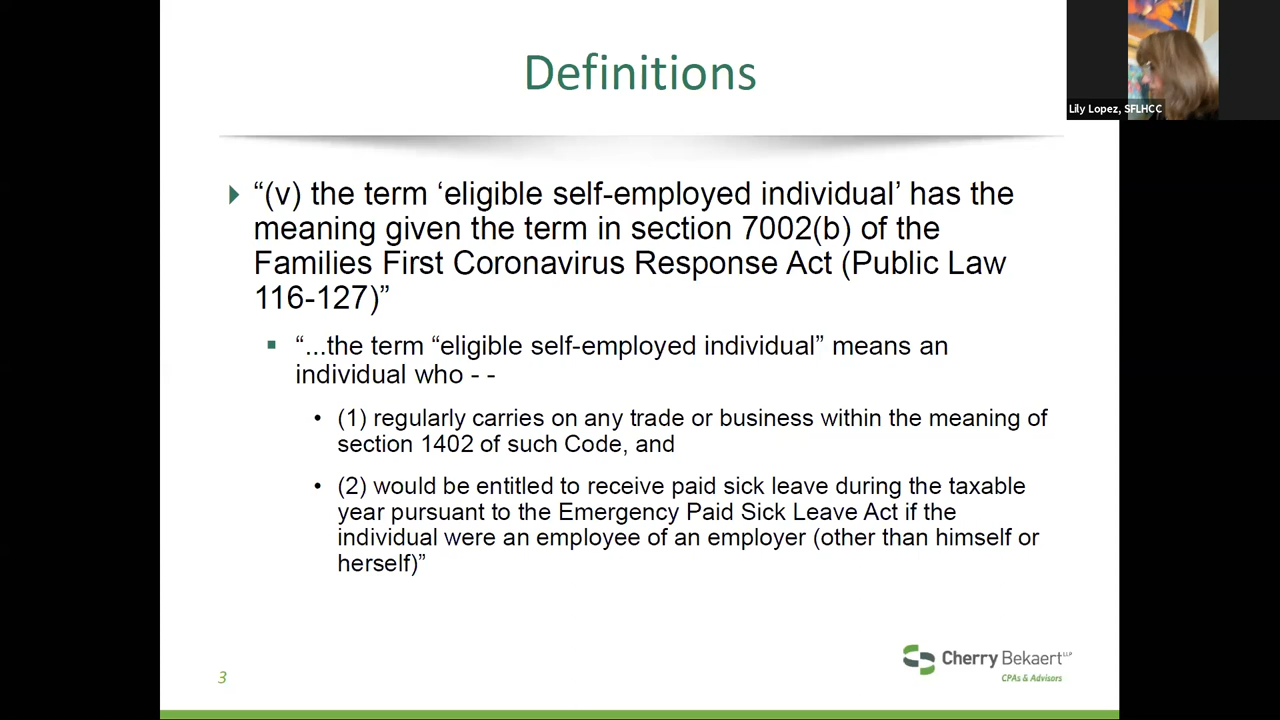 Definitions
Lily Lopez, SFLHCC
“(v) the term ‘eligible self-employed individual’ has the
meaning given the term in section 7002(b) of the
Families First Coronavirus Response Act (Public Law
116-127)”
“...the term “eligible self-employed individual” means an
individual who - -
(1) regularly carries on any trade or business within the meaning of
section 1402 of such Code, and
(2) would be entitled to receive paid sick leave during the taxable
year pursuant to the Emergency Paid Sick Leave Act if the
individual were an employee of an employer (other than himself or
herself)”
3
Cherry Bekaert LLP
CPAs & Advisors